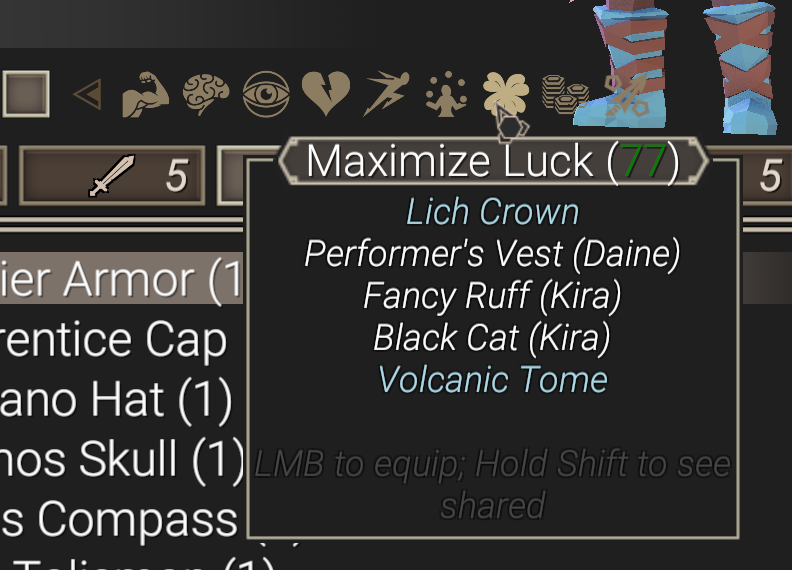 5
Maximize Luck (77)
5
Lich Crown
Performer's Vest (Daine)
Fancy Ruff (Kira)
Black Cat (Kira)
Volcanic Tome
LMB to equip; Hold Shift to see
shared
ier Armor (1
rentice Cap
ano Hat (1)
nos Skull (1)
s Compass
Talisman (1)